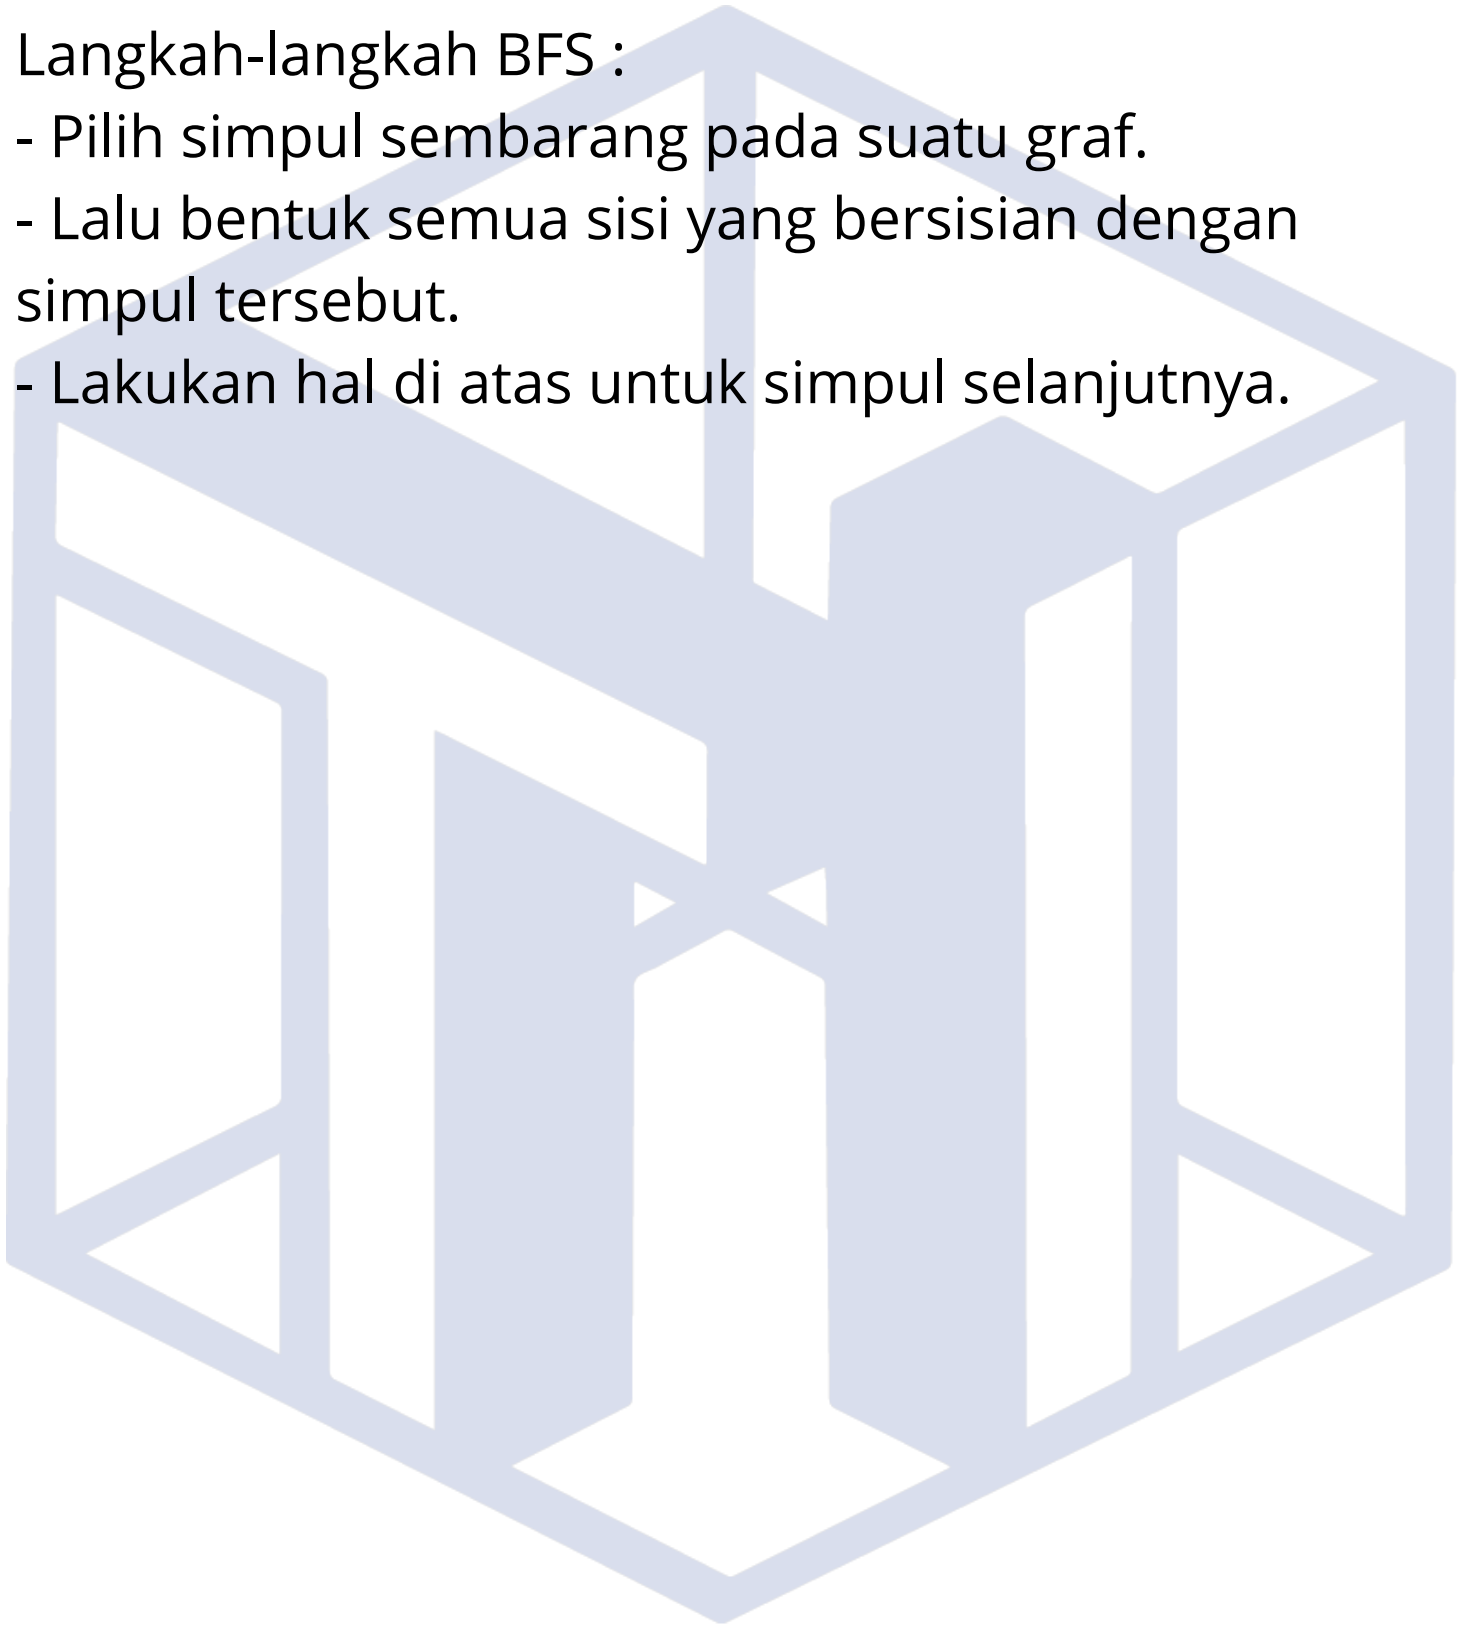 Langkah-langkah BFS :
- Pilih simpul sembarang pada suatu graf.
- Lalu bentuk semua sisi yang bersisian dengan
simpul tersebut.
- Lakukan hal di atas untuk simpul selanjutnya.